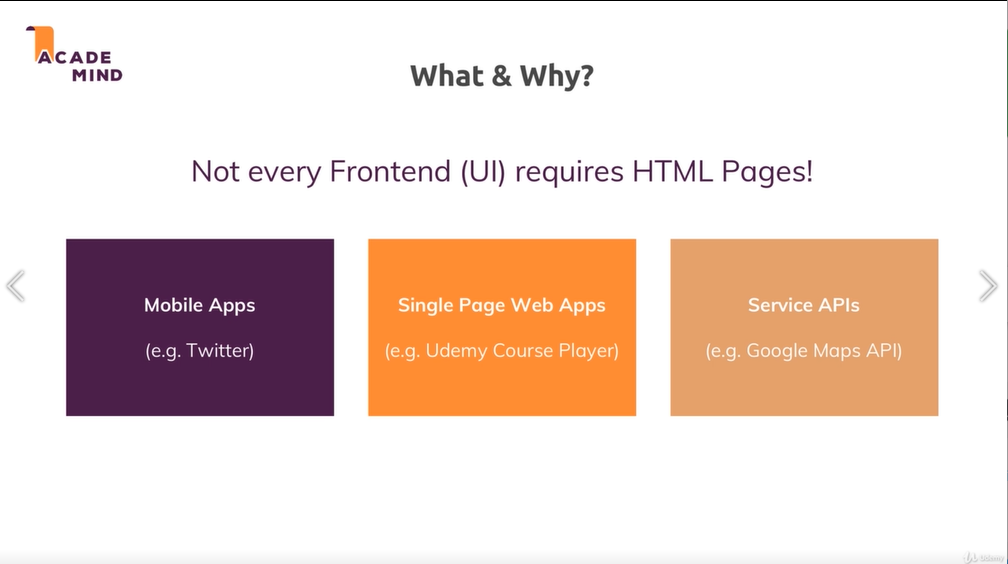 ACADE
MIND
What & Why?
Not every Frontend (UI) requires HTML Pages!
Mobile Apps
(e.g. Twitter)
Single Page Web Apps
(e.g. Udemy Course Player)
Service APIs
(e.g. Google Maps API)
Udemy